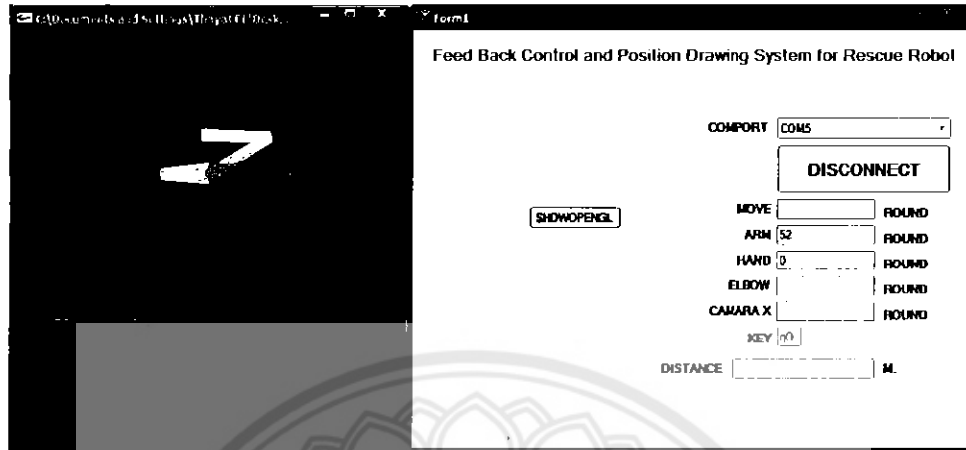 form1
Feed Back Control and Position Drawing System for Rescue Robot
COMPORT COM5
DISCONNECT
SHOWOPENGL
MOVE ROUND
ARM 52 ROUND
HAND 0 ROUND
ELBOW ROUND
CAMARA X ROUND
KEY
DISTANCE M.